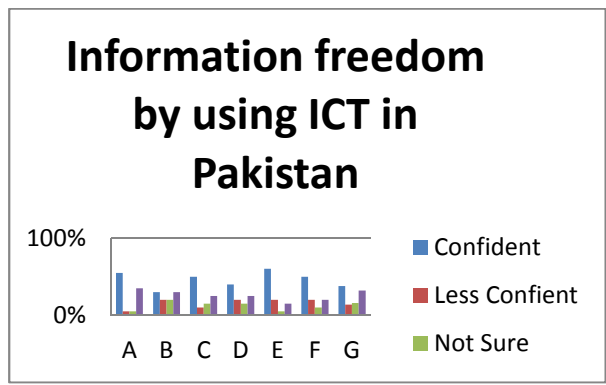 Information freedom
by using ICT in
Pakistan
100%
0%
A B C D E F G
Confident
Less Confient
Not Sure